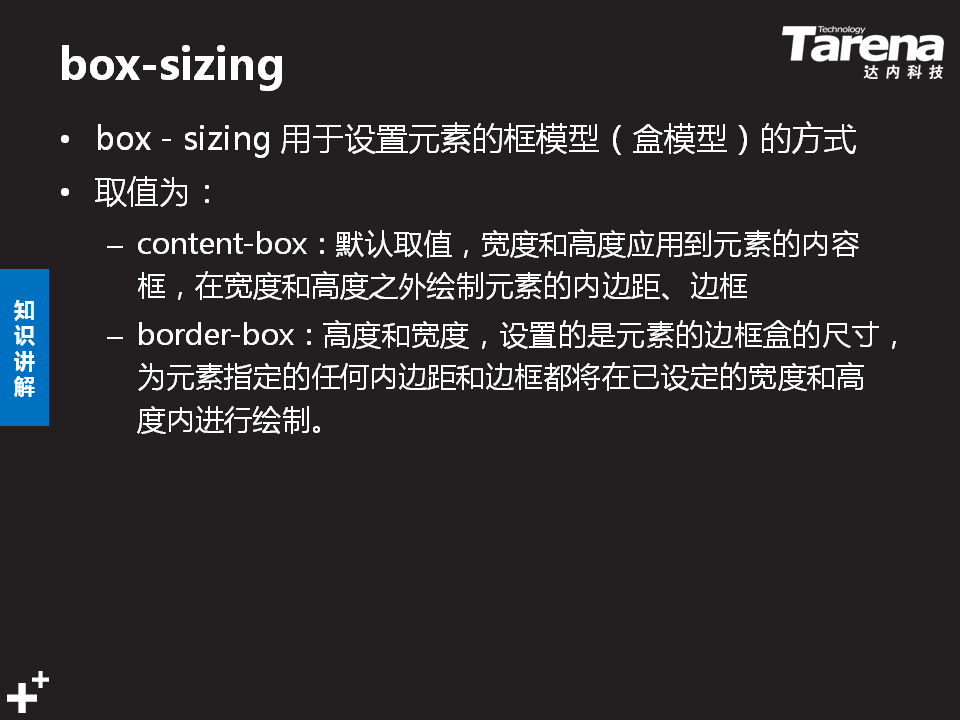 box-sizing
Technology
Tarena
达内科技
• box - sizing 用于设置元素的框模型（盒模型）的方式
• 取值为：
– content-box：默认取值，宽度和高度应用到元素的内容
框，在宽度和高度之外绘制元素的内边距、边框
– border-box：高度和宽度，设置的是元素的边框盒的尺寸，
为元素指定的任何内边距和边框都将在已设定的宽度和高
度内进行绘制。
知
识
讲
解